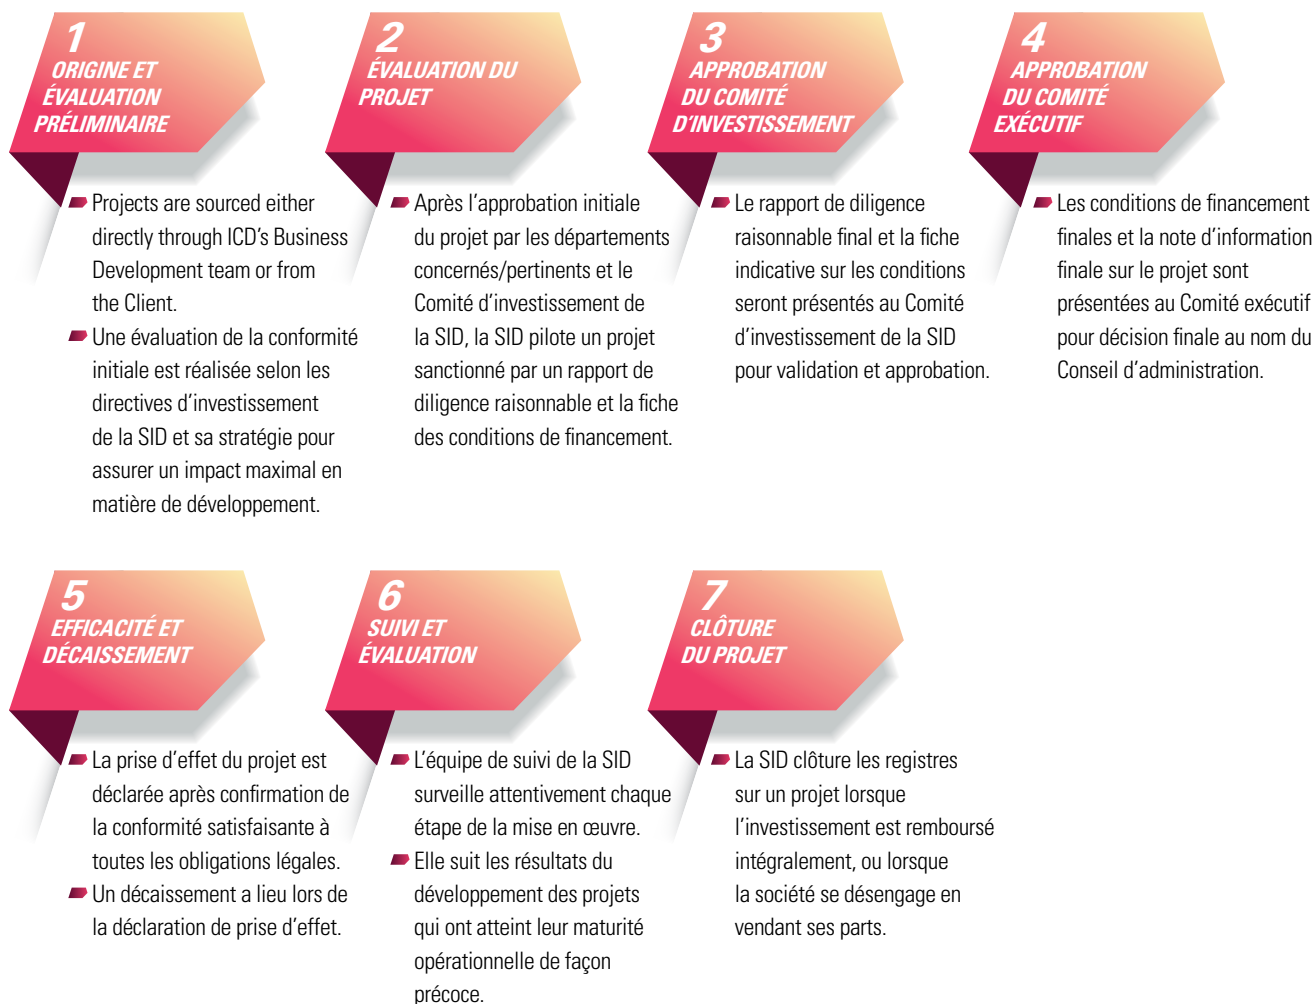 1
ORIGINE ET
ÉVALUATION
PRÉLIMINAIRE
Projects are sourced either
directly through ICD’s Business
Development team or from
the Client.
Une évaluation de la conformité
initiale est réalisée selon les
directives d’investissement
de la SID et sa stratégie pour
assurer un impact maximal en
matière de développement.
2
ÉVALUATION DU
PROJET
Après l’approbation initiale
du projet par les départements
concernés/pertinents et le
Comité d’investissement de
la SID, la SID pilote un projet
sanctionné par un rapport de
diligence raisonnable et la fiche
des conditions de financement.
3
APPROBATION
DU COMITÉ
D’INVESTISSEMENT
Le rapport de diligence
raisonnable final et la fiche
indicative sur les conditions
seront présentés au Comité
d’investissement de la SID
pour validation et approbation.
4
APPROBATION
DU COMITÉ
EXÉCUTIF
Les conditions de financement
finales et la note d’information
finale sur le projet sont
présentées au Comité exécutif
pour décision finale au nom du
Conseil d’administration.
5
EFFICACITÉ ET
DÉCAISSEMENT
La prise d’effet du projet est
déclarée après confirmation de
la conformité satisfaisante à
toutes les obligations légales.
Un décaissement a lieu lors de
la déclaration de prise d’effet.
6
SUIVI ET
ÉVALUATION
L’équipe de suivi de la SID
surveille attentivement chaque
étape de la mise en œuvre.
Elle suit les résultats du
développement des projets
qui ont atteint leur maturité
opérationnelle de façon
précoce.
7
CLÔTURE
DU PROJET
La SID clôture les registres
sur un projet lorsque
l’investissement est remboursé
intégralement, ou lorsque
la société se désengage en
vendant ses parts.